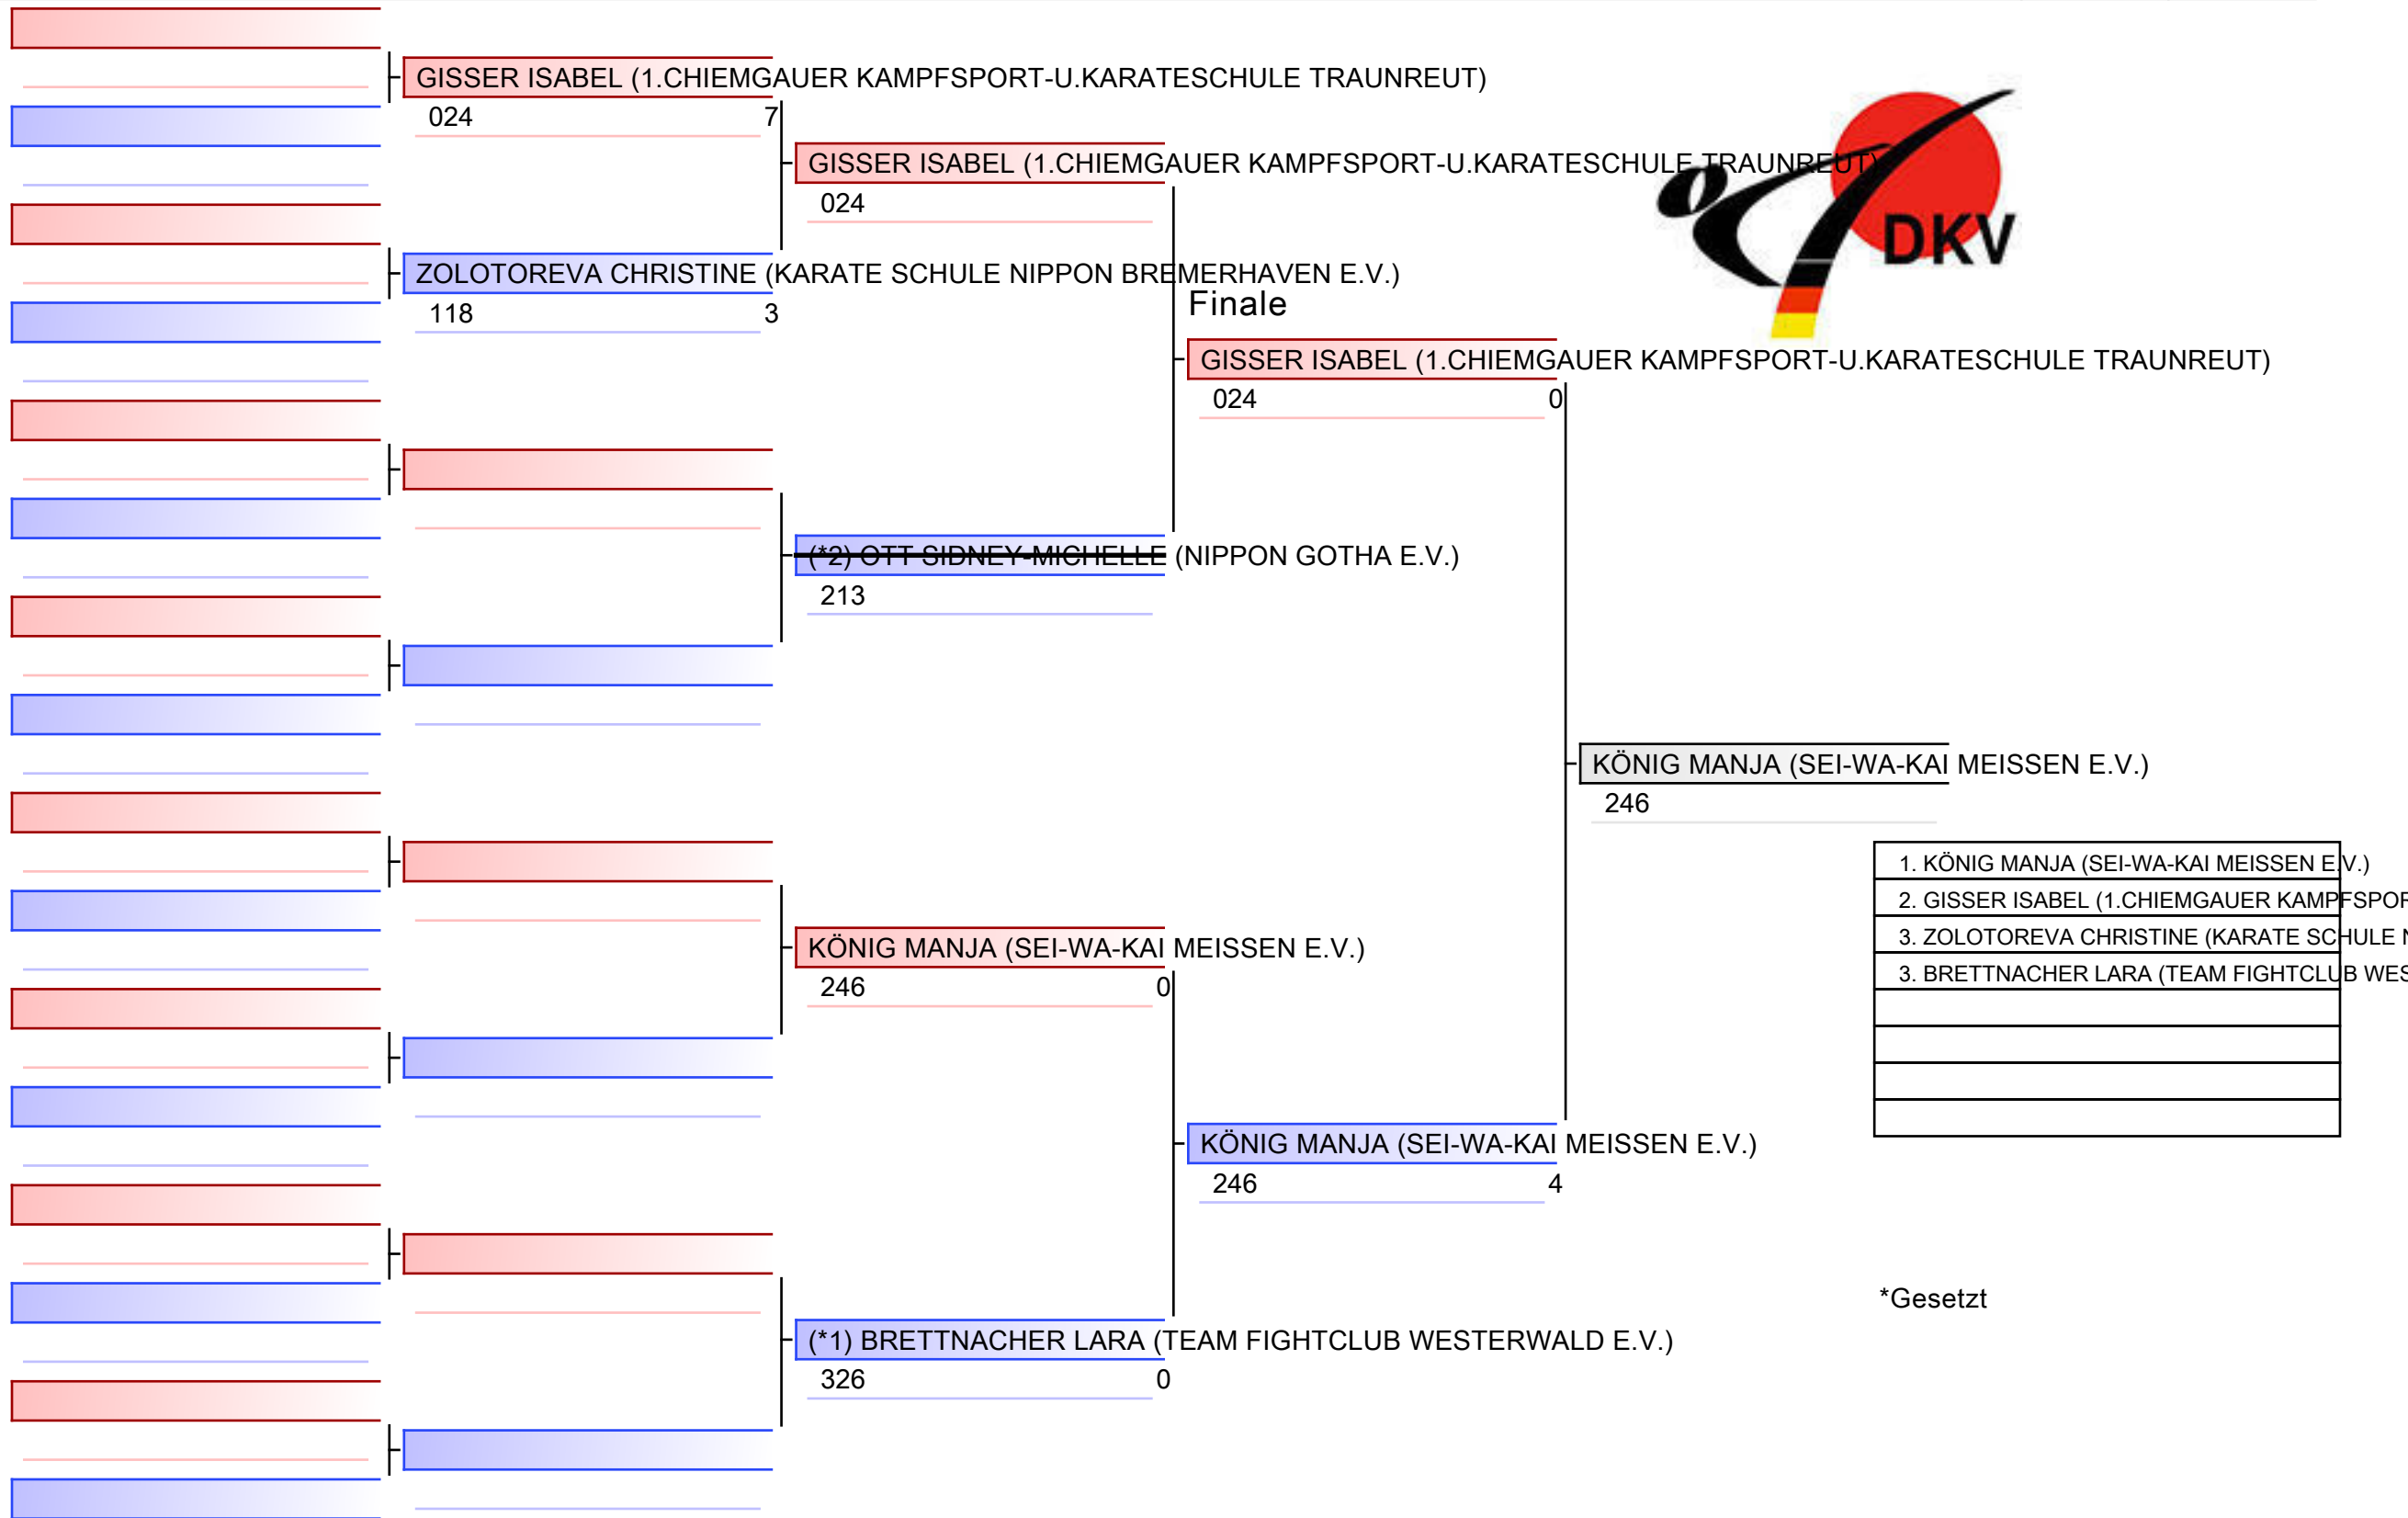 GISSER ISABEL (1.CHIEMGAUER KAMPFSPORT-U.KARATESCHULE TRAUNREUT)
024 7
GISSER ISABEL (1.CHIEMGAUER KAMPFSPORT-U.KARATESCHULE TRAUNREUT)
024
DKV
ZOLOTOREVA CHRISTINE (KARATE SCHULE NIPPON BREMERHAVEN E.V.)
118 3
Finale
GISSER ISABEL (1.CHIEMGAUER KAMPFSPORT-U.KARATESCHULE TRAUNREUT)
024 0
(*2) OTT SIDNEY-MICHELLE (NIPPON GOTHA E.V.)
213
KÖNIG MANJA (SEI-WA-KAI MEISSEN E.V.)
246
1. KÖNIG MANJA (SEI-WA-KAI MEISSEN E.V.)
2. GISSER ISABEL (1.CHIEMGAUER KAMPFSPOR
3. ZOLOTOREVA CHRISTINE (KARATE SCHULE N
3. BRETTNACHER LARA (TEAM FIGHTCLUB WES
KÖNIG MANJA (SEI-WA-KAI MEISSEN E.V.)
246 0
KÖNIG MANJA (SEI-WA-KAI MEISSEN E.V.)
246 4
*Gesetzt
(*1) BRETTNACHER LARA (TEAM FIGHTCLUB WESTERWALD E.V.)
326 0